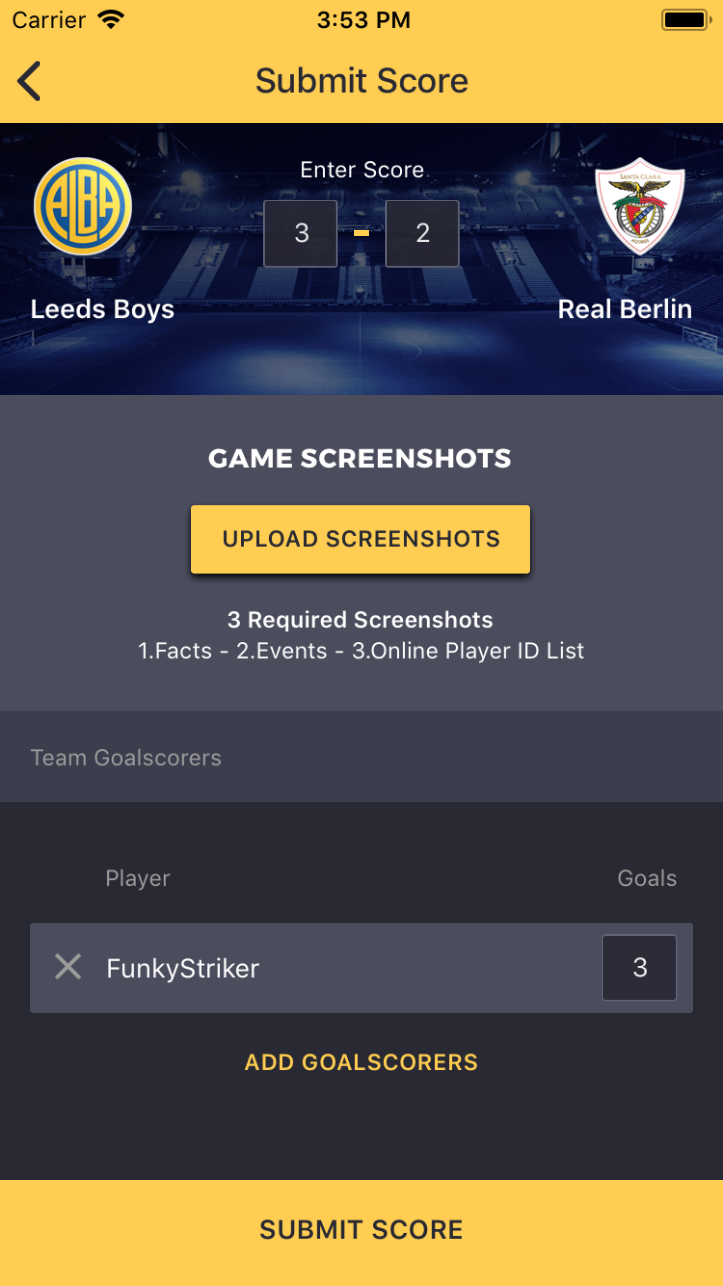 Carrier 3:53 PM
Submit Score
Enter Score
ALBA
SANTA CLARA
3 - 2
AÇORES
Leeds Boys Real Berlin
GAME SCREENSHOTS
UPLOAD SCREENSHOTS
3 Required Screenshots
1.Facts - 2.Events - 3.Online Player ID List
Team Goalscorers
Player Goals
FunkyStriker 3
ADD GOALSCORERS
SUBMIT SCORE